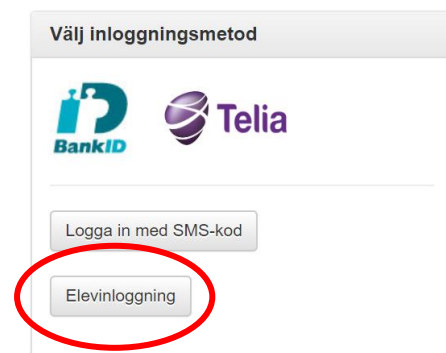 Välj inloggningsmetod
BankID Telia
Logga in med SMS-kod
Elevinloggning